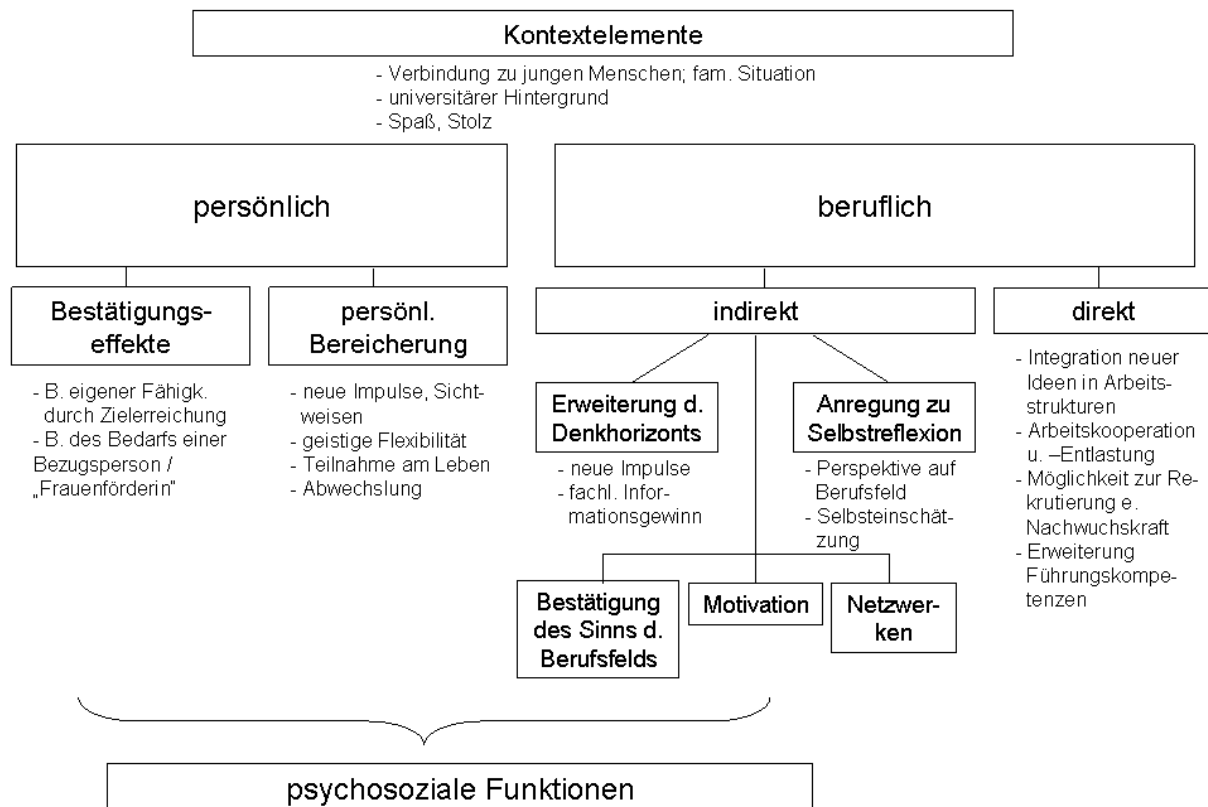 Kontextelemente
- Verbindung zu jungen Menschen; fam. Situation
- universitärer Hintergrund
- Spaß, Stolz
persönlich
beruflich
Bestätigungs-
effekte
- B. eigener Fähigk.
durch Zielerreichung
- B. des Bedarfs einer
Bezugsperson /
„Frauenförderin“
persönl.
Bereicherung
- neue Impulse, Sicht-
weisen
- geistige Flexibilität
- Teilnahme am Leben
- Abwechslung
indirekt
Erweiterung d.
Denkhorizonts
- neue Impulse
- fachl. Infor-
mationsgewinn
Anregung zu
Selbstreflexion
- Perspektive auf
Berufsfeld
- Selbsteinschät-
zung
Bestätigung
des Sinns d.
Berufsfelds
Motivation
Netzwer-
ken
direkt
- Integration neuer
Ideen in Arbeits-
strukturen
- Arbeitskooperation
u. –Entlastung
- Möglichkeit zur Re-
krutierung e.
Nachwuchskraft
- Erweiterung
Führungskompe-
tenzen
psychosoziale Funktionen